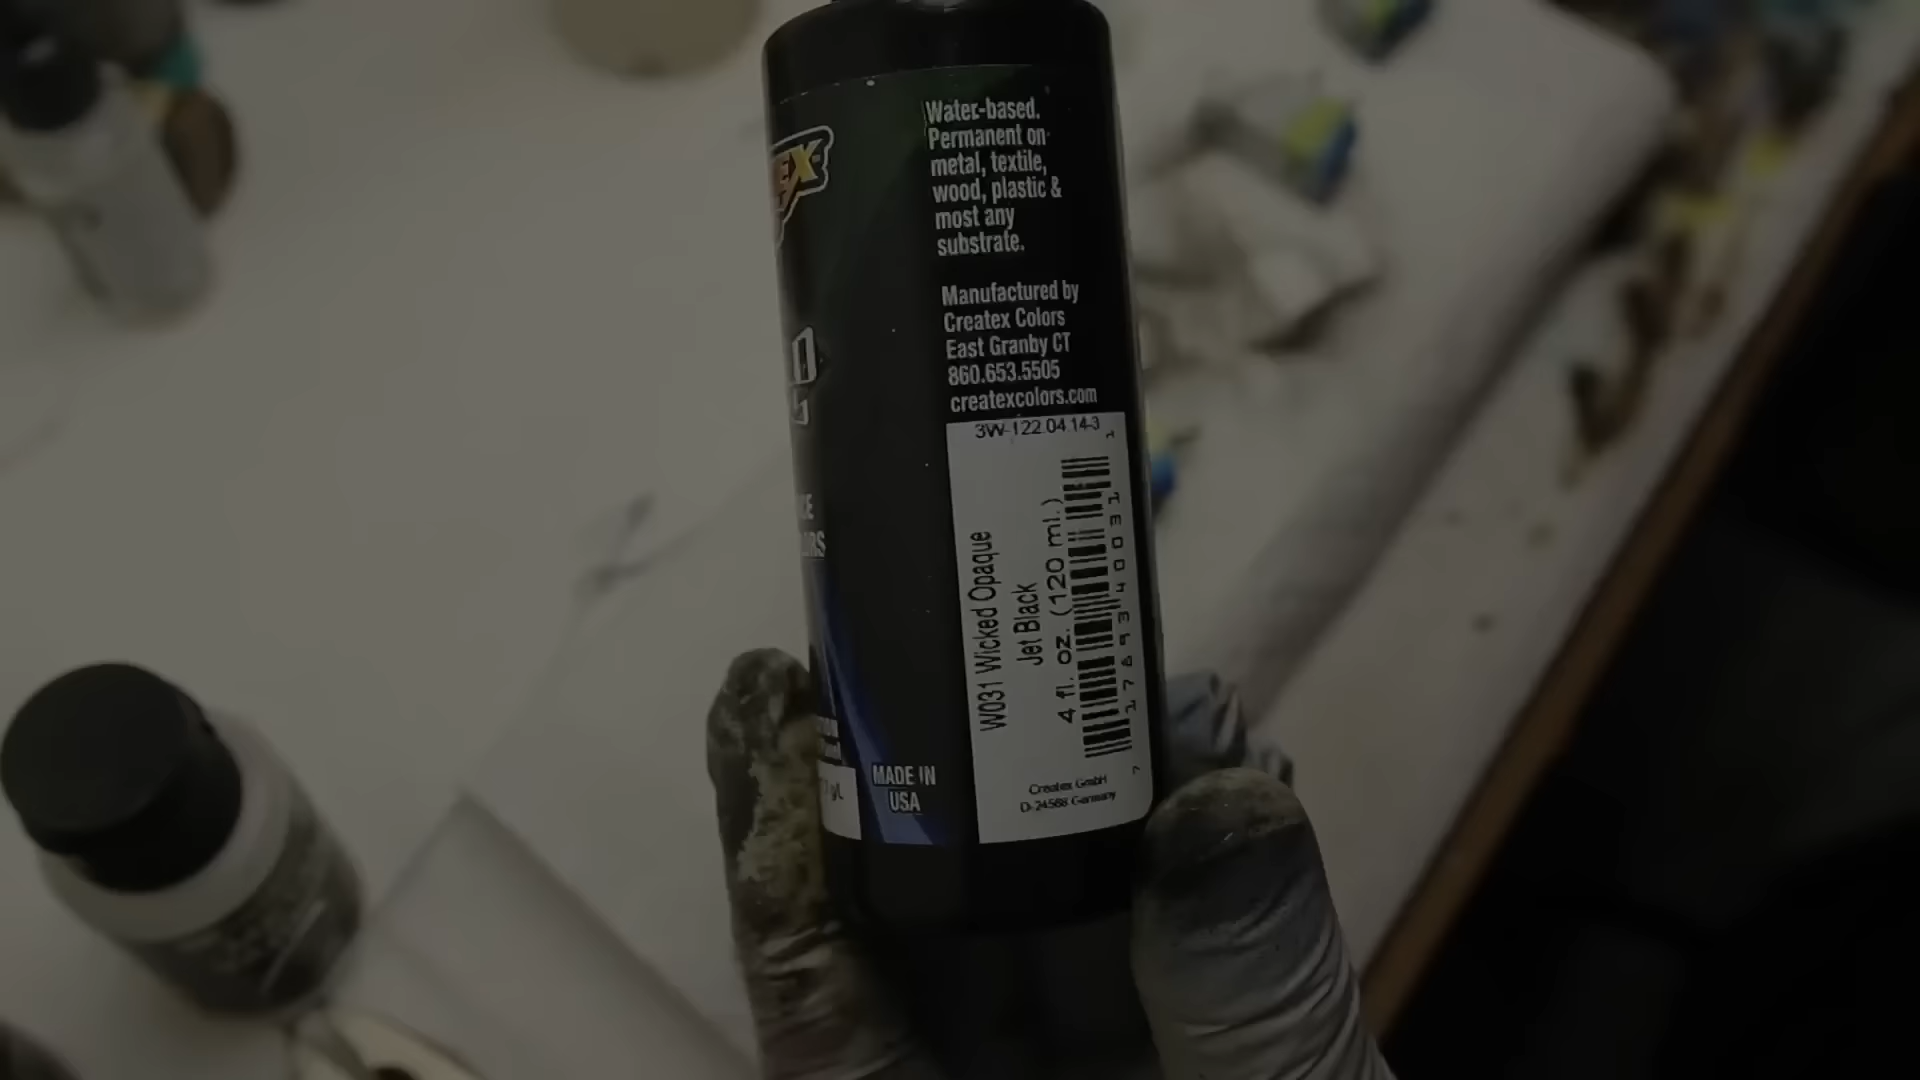 Water-based.
Permanent on
metal, textile,
wood, plastic &
most any
substrate.
Manufactured by
Createx Colors
East Granby CT
860.653.5505
createxcolors.com
3W-122.04.14-3
W031 Wicked Opaque
Jet Black
4 fl. oz. (120 ml.)
Createx GmbH
D-24568 Germany
MADE IN
USA